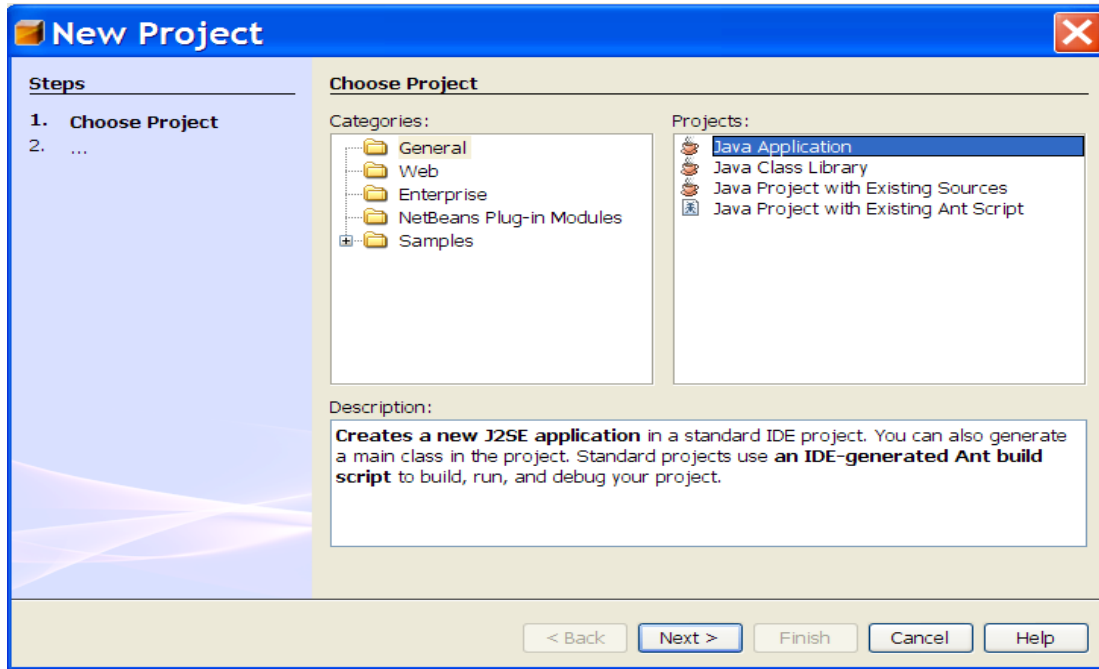 New Project
Steps
1. Choose Project
2. ...
Choose Project
Categories:
General
Web
Enterprise
NetBeans Plug-in Modules
Samples
Projects:
Java Application
Java Class Library
Java Project with Existing Sources
Java Project with Existing Ant Script
Description:
Creates a new J2SE application in a standard IDE project. You can also generate
a main class in the project. Standard projects use an IDE-generated Ant build
script to build, run, and debug your project.
< Back
Next >
Finish
Cancel
Help